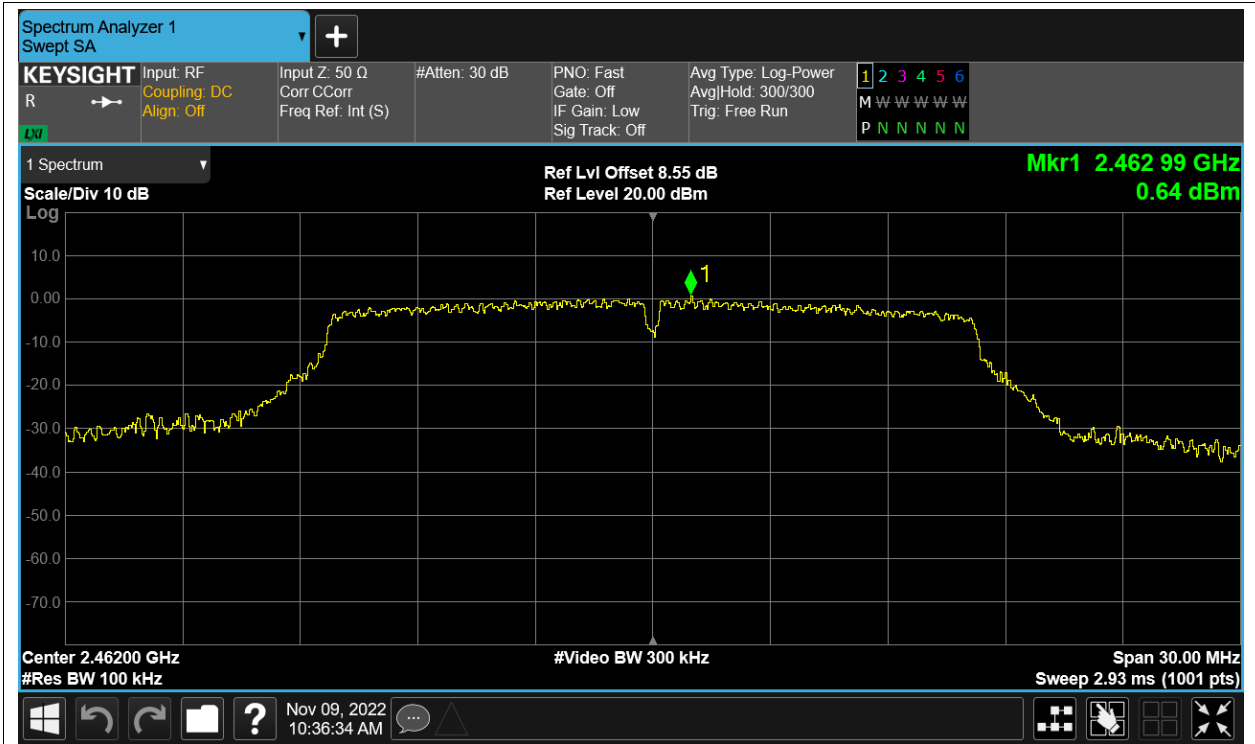 Spectrum Analyzer 1
Swept SA
KEYSIGHT
R
LXI
Input: RF
Coupling: DC
Align: Off
Input Z: 50 Ω
Corr CCorr
Freq Ref: Int (S)
#Atten: 30 dB
PNO: Fast
Gate: Off
IF Gain: Low
Sig Track: Off
Avg Type: Log-Power
Avg|Hold: 300/300
Trig: Free Run
1 2 3 4 5 6
M W W W W W
P N N N N N
1 Spectrum
Scale/Div 10 dB
Ref Lvl Offset 8.55 dB
Ref Level 20.00 dBm
Mkr1 2.462 99 GHz
0.64 dBm
Log
10.0
0.00
-10.0
-20.0
-30.0
-40.0
-50.0
-60.0
-70.0
1
Center 2.46200 GHz
#Res BW 100 kHz
#Video BW 300 kHz
Span 30.00 MHz
Sweep 2.93 ms (1001 pts)
?
Nov 09, 2022
10:36:34 AM